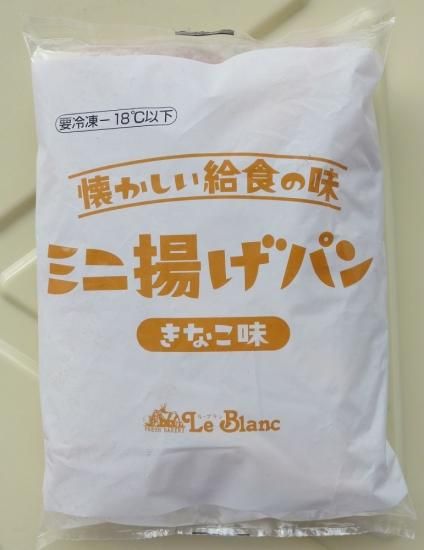 要冷凍－18℃以下
懐かしい給食の味
ミニ揚げパン
きなこ味
ル・ブラン
FRESH BAKERY Le Blanc